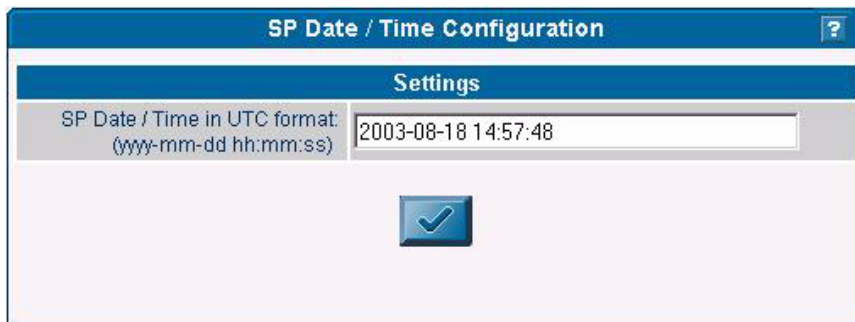 SP Date / Time Configuration
?
Settings
SP Date / Time in UTC format:
(yyyy-mm-dd hh:mm:ss)
2003-08-18 14:57:48